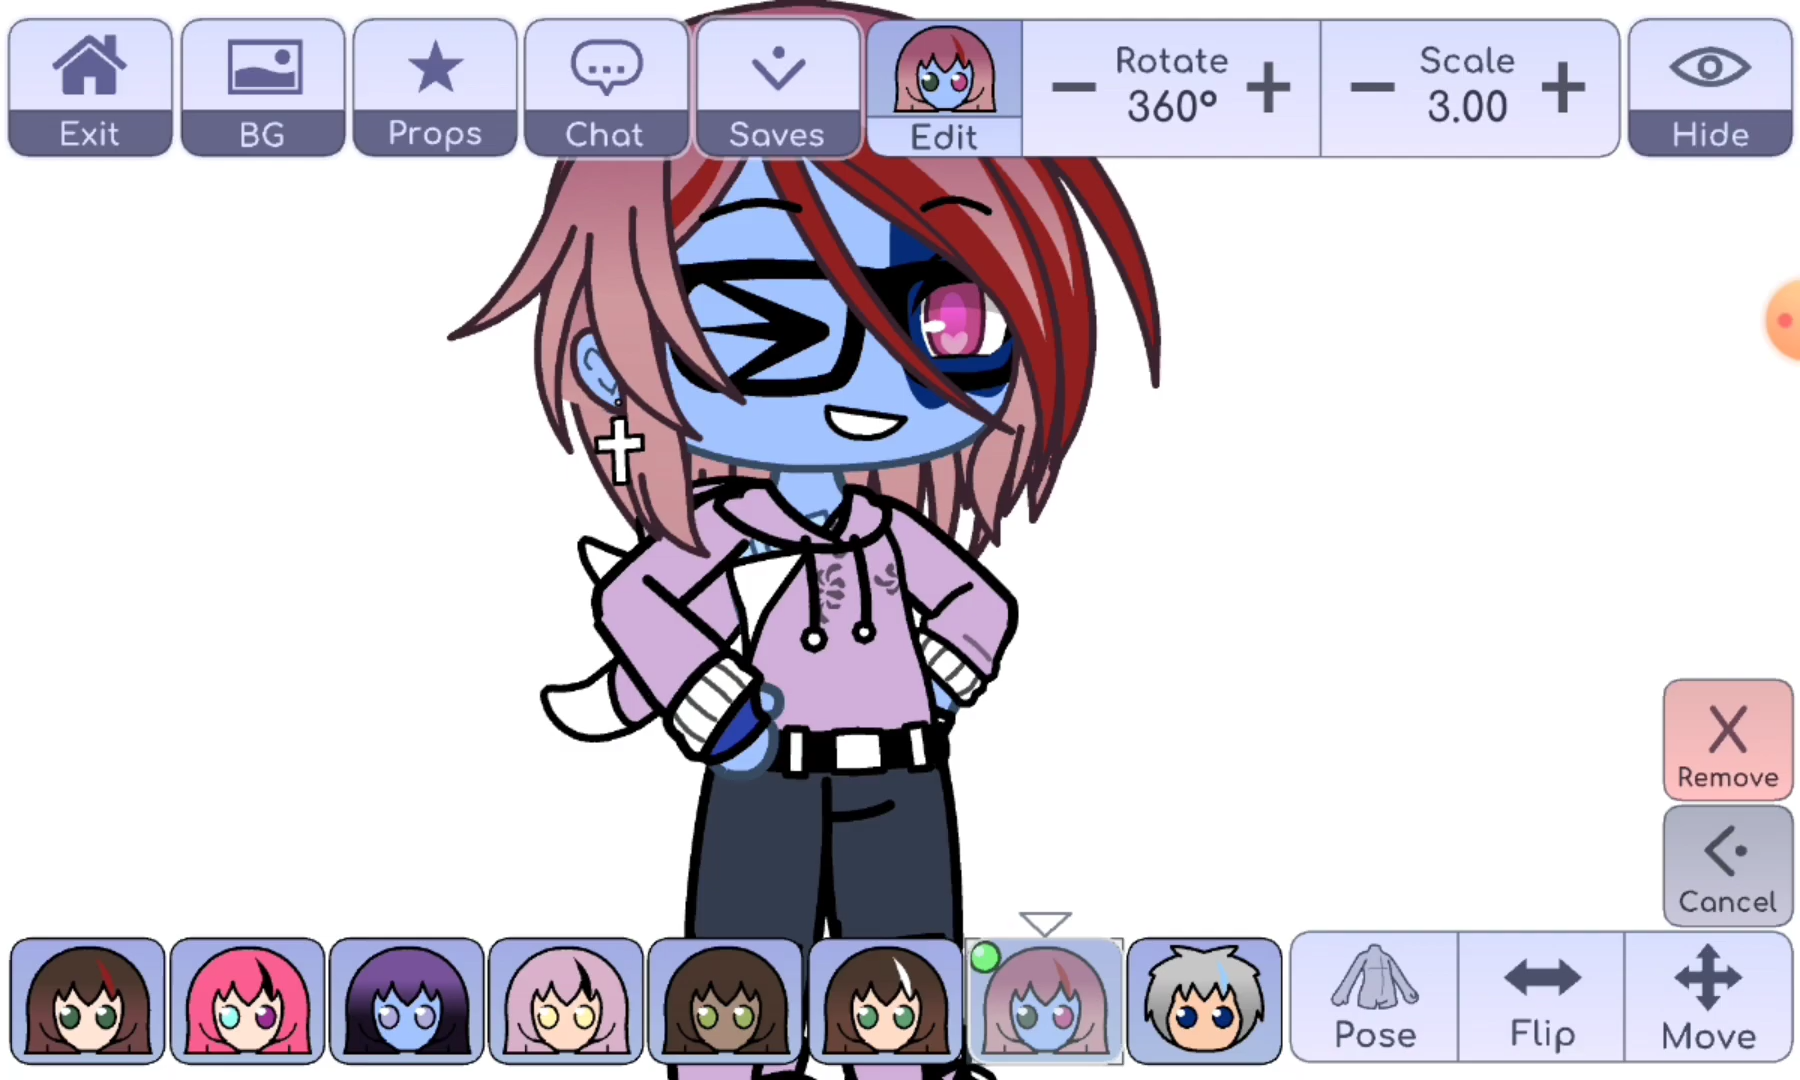 Exit
BG
Props
Chat
Saves
Edit
Rotate
360°
Scale
3.00
Hide
Remove
Cancel
Pose
Flip
Move